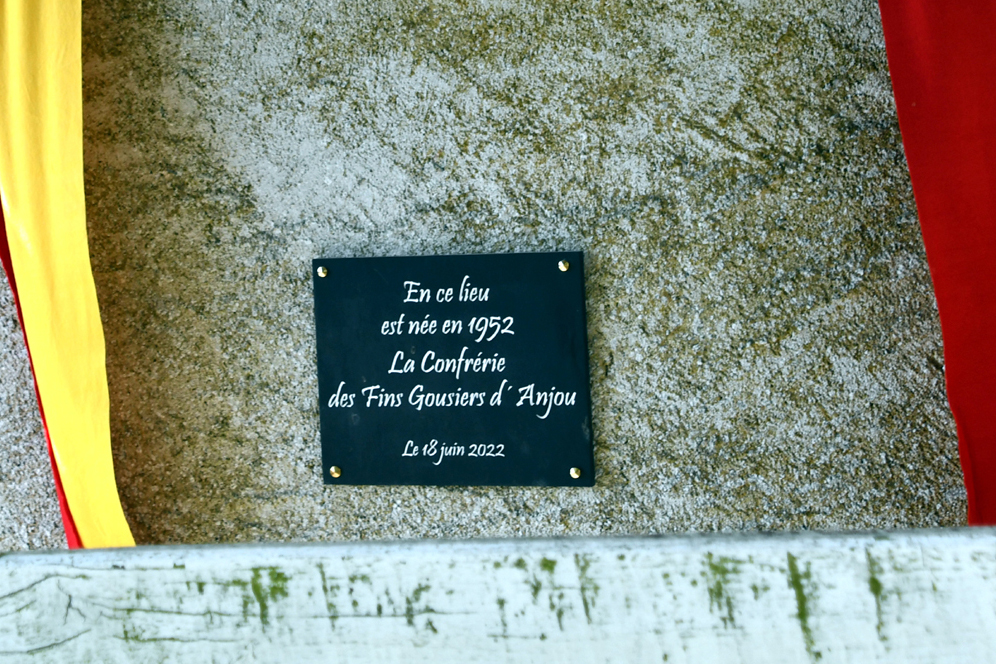 En ce lieu
est née en 1952
La Confrérie
des Fins Gousiers d´ Anjou
Le 18 juin 2022